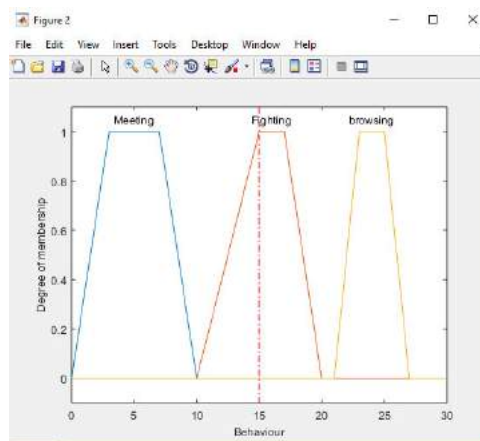 Figure 2
File Edit View Insert Tools Desktop Window Help
Meeting Fighting browsing
1
0.8
0.6
0.4
0.2
0
Degree of membership
0 5 10 15 20 25 30
Behaviour